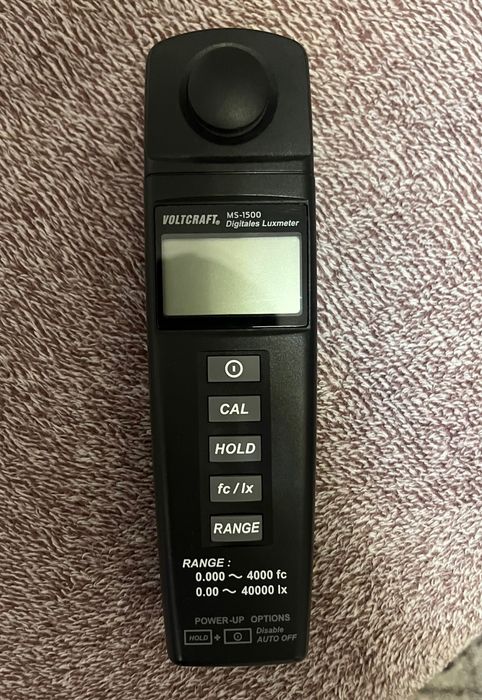 VOLTCRAFT® MS-1500
Digitales Luxmeter
CAL
HOLD
fc / lx
RANGE
RANGE :
0.000 ~ 4000 fc
0.00 ~ 40000 lx
POWER-UP OPTIONS
HOLD + Disable
AUTO OFF